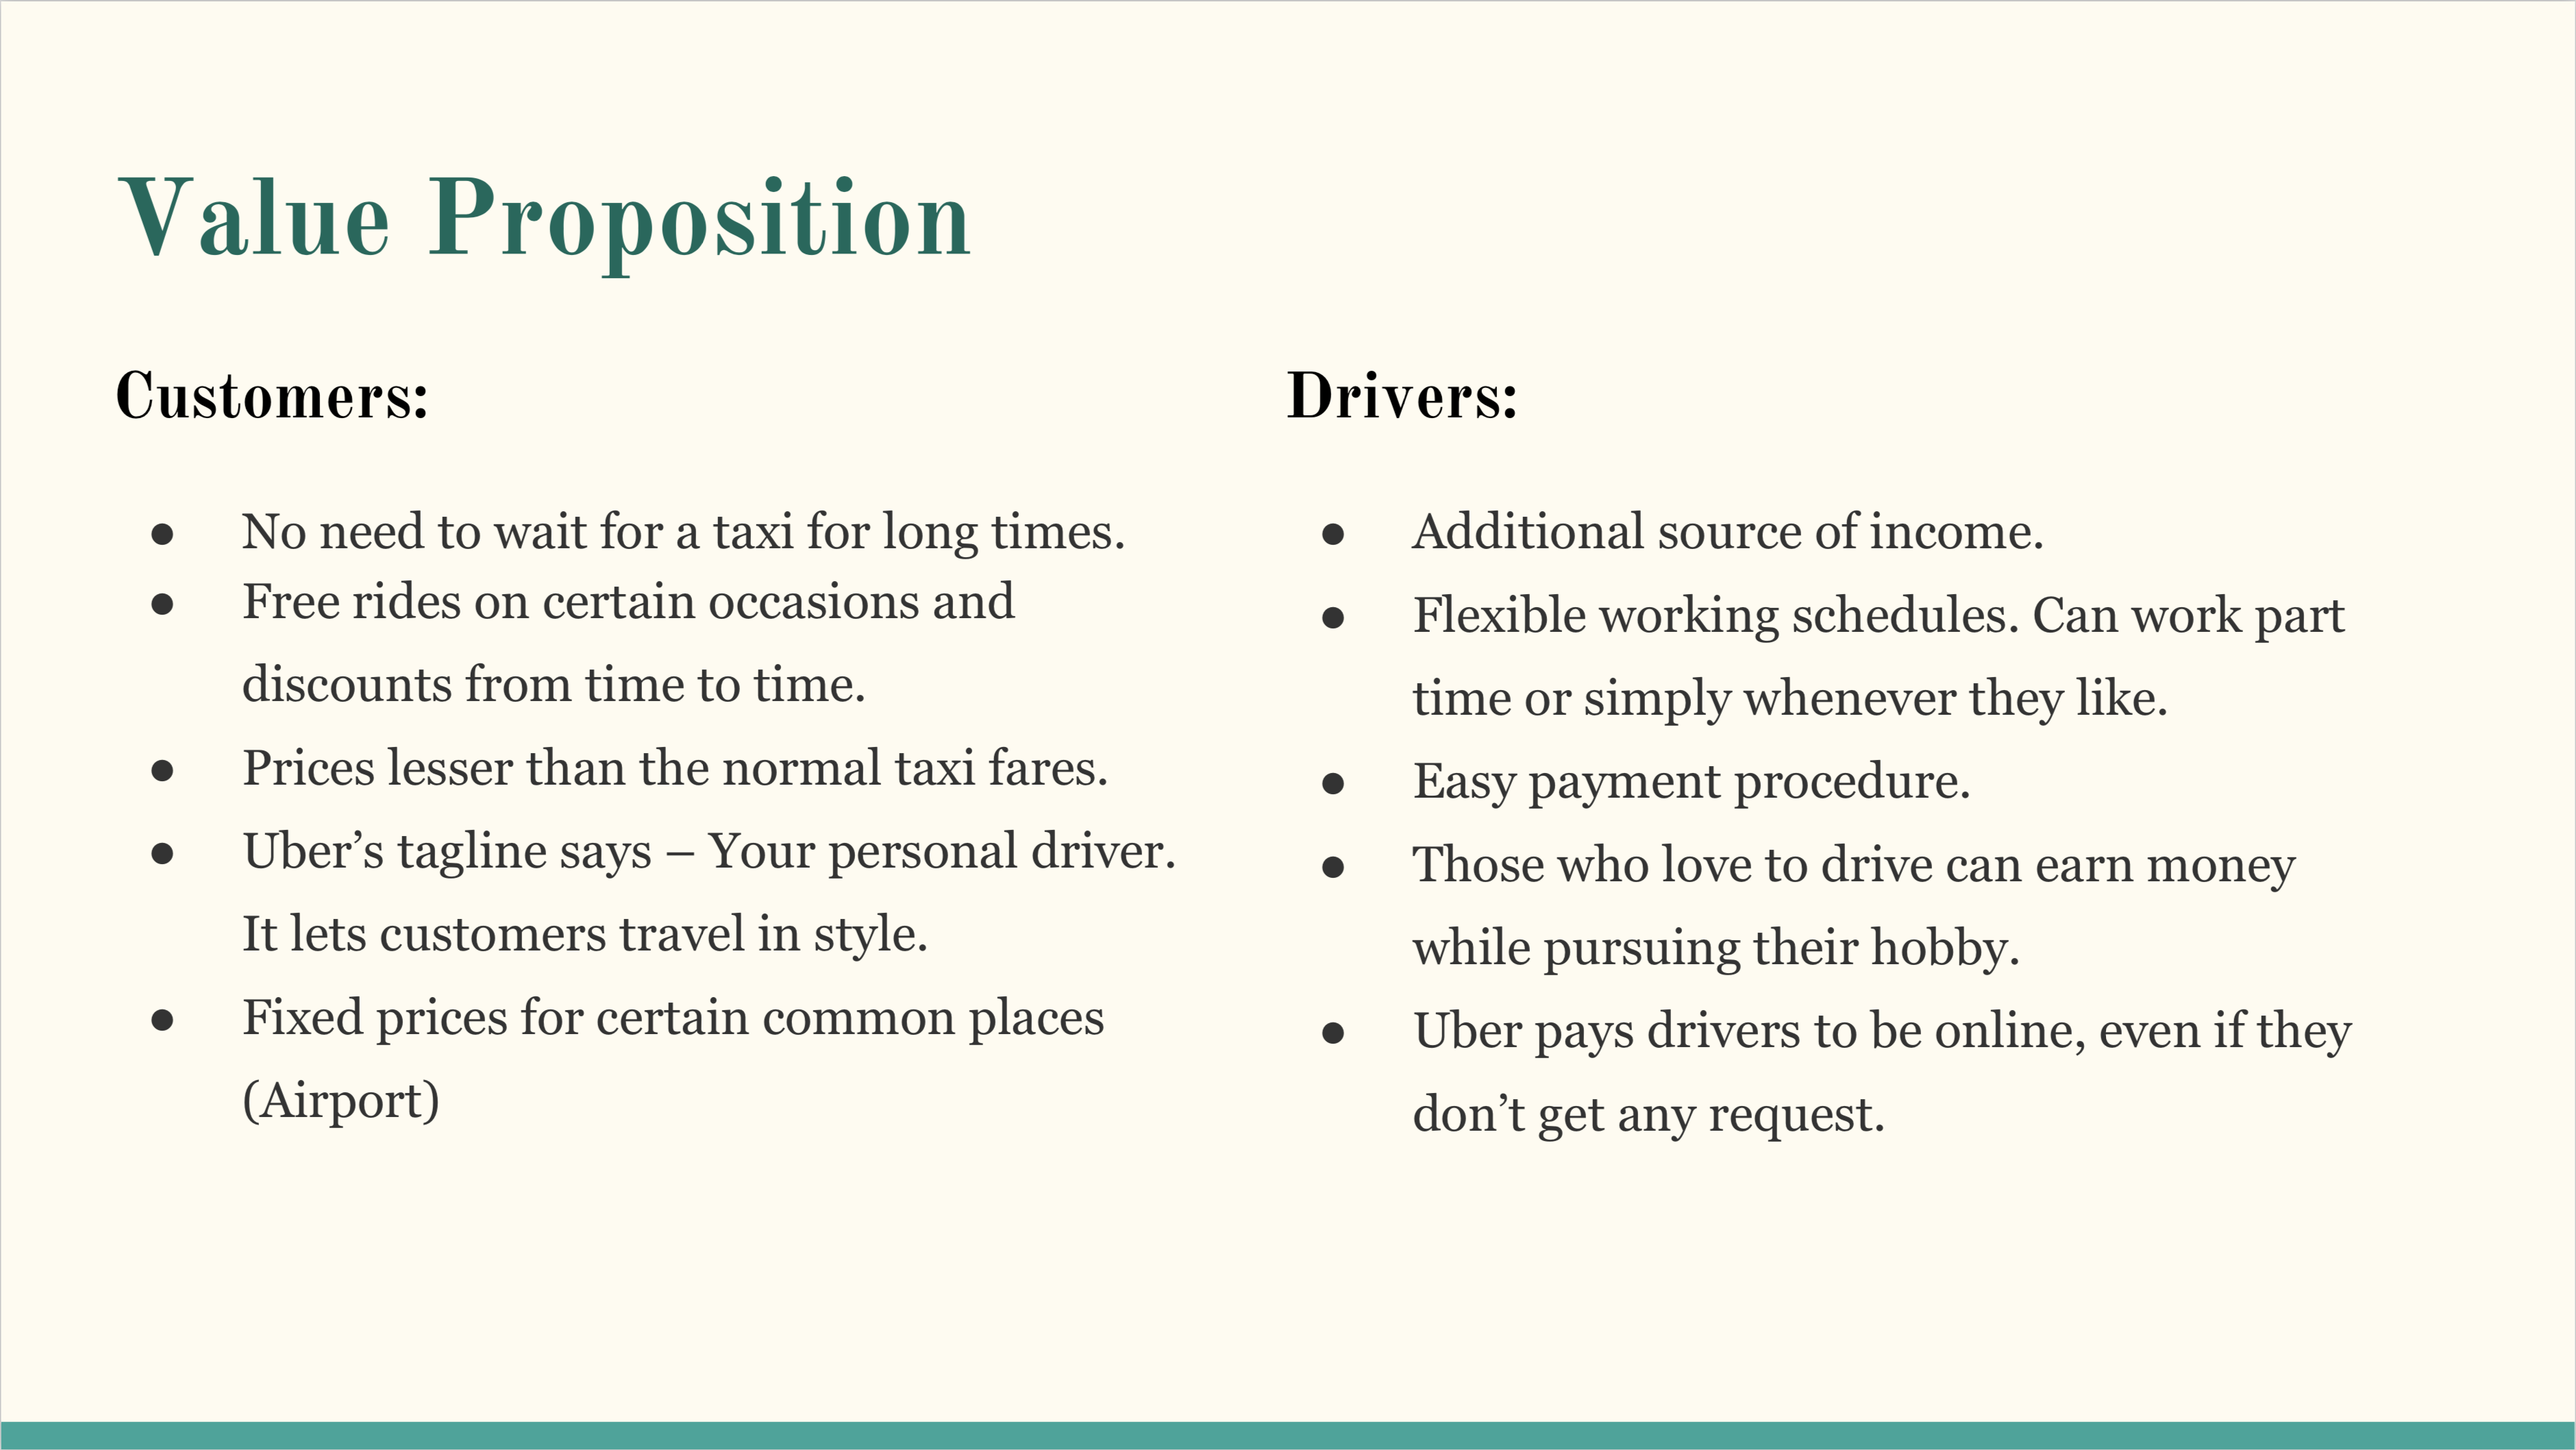 Value Proposition
Customers:
● No need to wait for a taxi for long times.
● Free rides on certain occasions and
discounts from time to time.
● Prices lesser than the normal taxi fares.
● Uber’s tagline says – Your personal driver.
It lets customers travel in style.
● Fixed prices for certain common places
(Airport)
Drivers:
● Additional source of income.
● Flexible working schedules. Can work part
time or simply whenever they like.
● Easy payment procedure.
● Those who love to drive can earn money
while pursuing their hobby.
● Uber pays drivers to be online, even if they
don’t get any request.